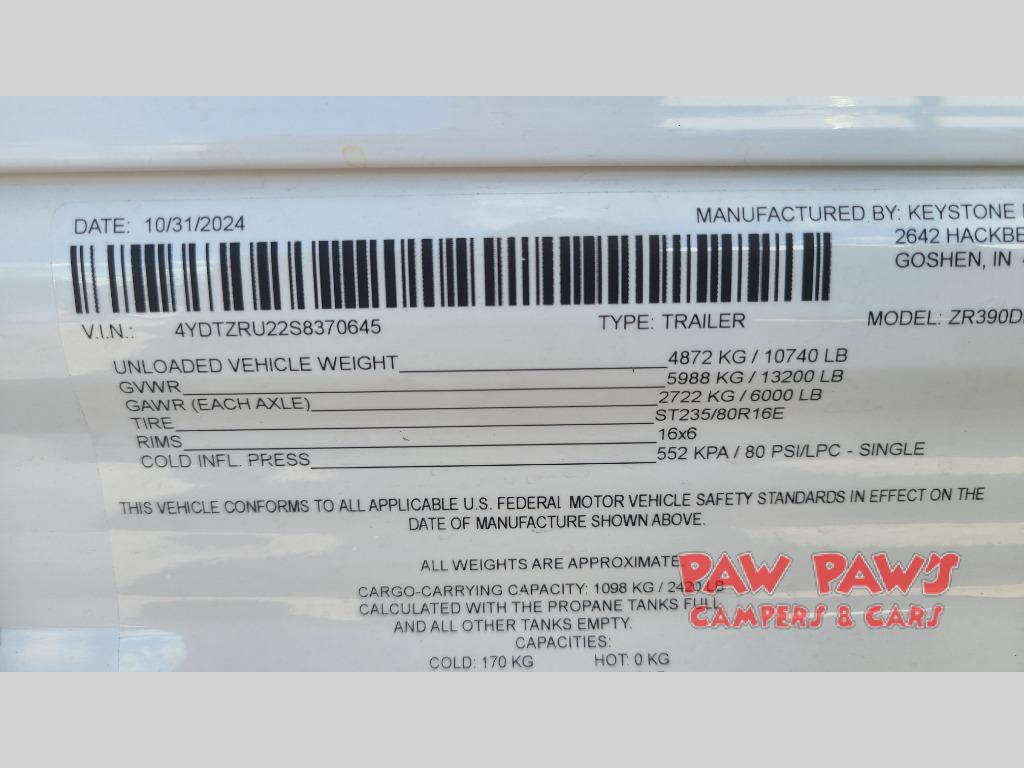 DATE: 10/31/2024
MANUFACTURED BY: KEYSTONE
2642
GOSHEN, IN
V.I.N.: 4YDTZRU22S8370645 TYPE: TRAILER MODEL: ZR390D
UNLOADED VEHICLE WEIGHT 4872 KG / 10740 LB
GVWR 5988 KG / 13200 LB
GAWR (EACH AXLE) 2722 KG / 6000 LB
TIRE ST235/80R16E
RIMS 16x6
COLD INFL. PRESS 552 KPA / 80 PSI/LPC - SINGLE
THIS VEHICLE CONFORMS TO ALL APPLICABLE U.S. FEDERAL MOTOR VEHICLE SAFETY STANDARDS IN EFFECT ON THE
DATE OF MANUFACTURE SHOWN ABOVE.
ALL WEIGHTS ARE APPROXIMATE
CARGO-CARRYING CAPACITY: 1098 KG / 2420 LB
CALCULATED WITH THE PROPANE TANKS FULL
AND ALL OTHER TANKS EMPTY.
CAPACITIES:
COLD: 170 KG HOT: 0 KG
PAW PAW'S
CAMPERS & CARS